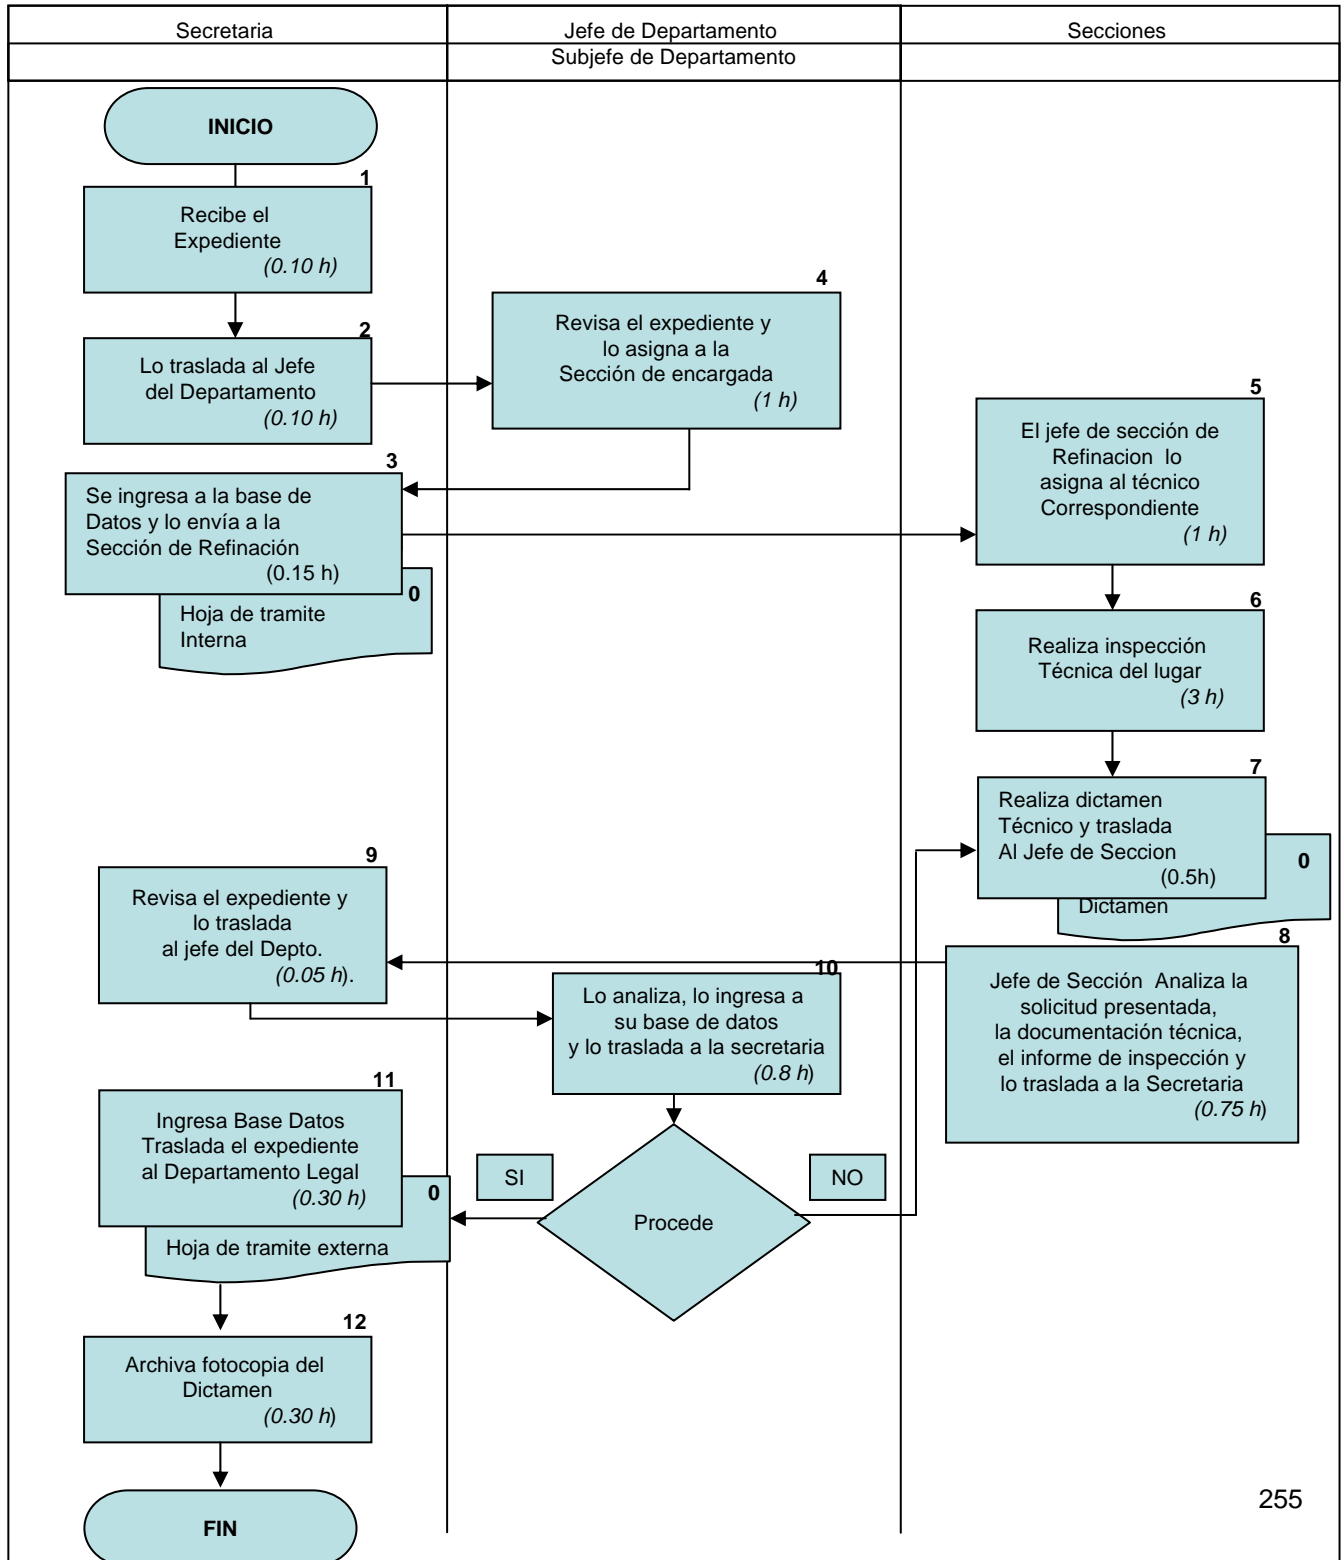 Secretaria
Jefe de Departamento
Subjefe de Departamento
Secciones
INICIO
1
Recibe el
Expediente
(0.10 h)
2
Lo traslada al Jefe
del Departamento
(0.10 h)
4
Revisa el expediente y
lo asigna a la
Sección de encargada
(1 h)
3
Se ingresa a la base de
Datos y lo envía a la
Sección de Refinación
(0.15 h)
0
Hoja de tramite
Interna
5
El jefe de sección de
Refinacion lo
asigna al técnico
Correspondiente
(1 h)
6
Realiza inspección
Técnica del lugar
(3 h)
7
Realiza dictamen
Técnico y traslada
Al Jefe de Seccion
(0.5h)
0
Dictamen
8
Jefe de Sección Analiza la
solicitud presentada,
la documentación técnica,
el informe de inspección y
lo traslada a la Secretaria
(0.75 h)
9
Revisa el expediente y
lo traslada
al jefe del Depto.
(0.05 h).
10
Lo analiza, lo ingresa a
su base de datos
y lo traslada a la secretaria
(0.8 h)
Procede
SI
NO
11
Ingresa Base Datos
Traslada el expediente
al Departamento Legal
(0.30 h)
0
Hoja de tramite externa
12
Archiva fotocopia del
Dictamen
(0.30 h)
FIN
255